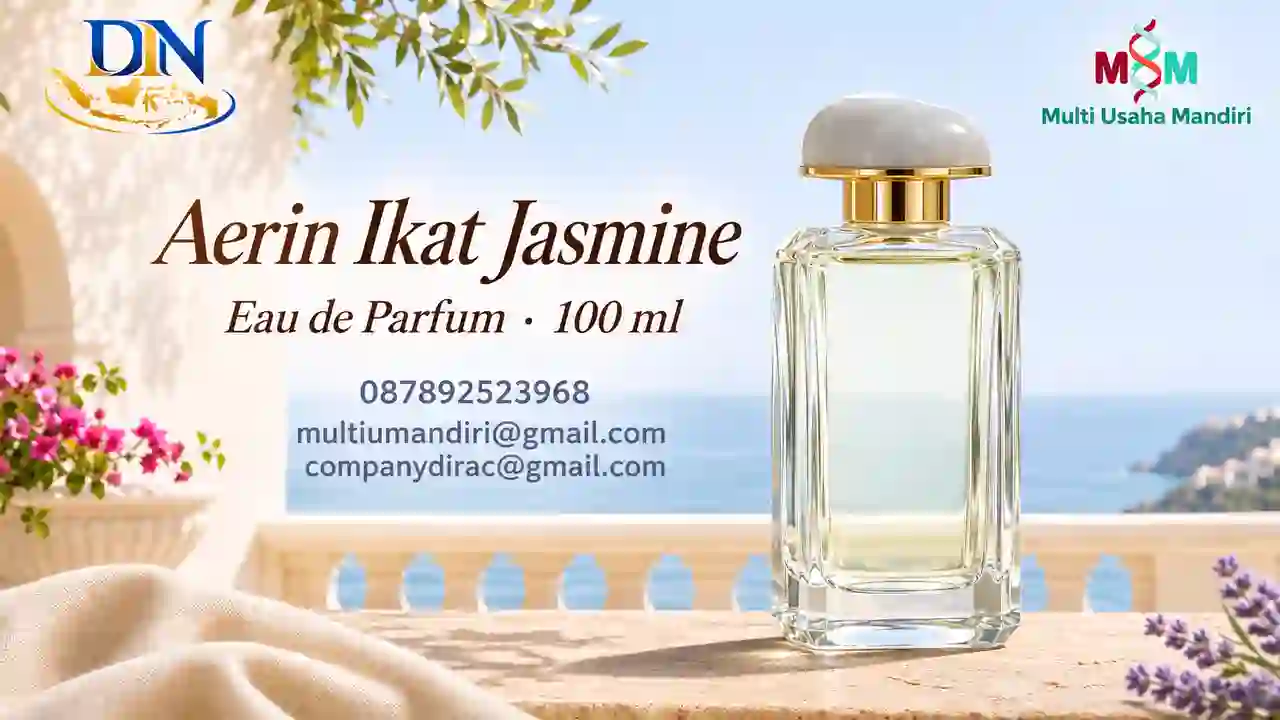 DIN
MSM
Multi Usaha Mandiri
Aerin Ikat Jasmine
Eau de Parfum · 100 ml
087892523968
multiumandiri@gmail.com
companydirac@gmail.com